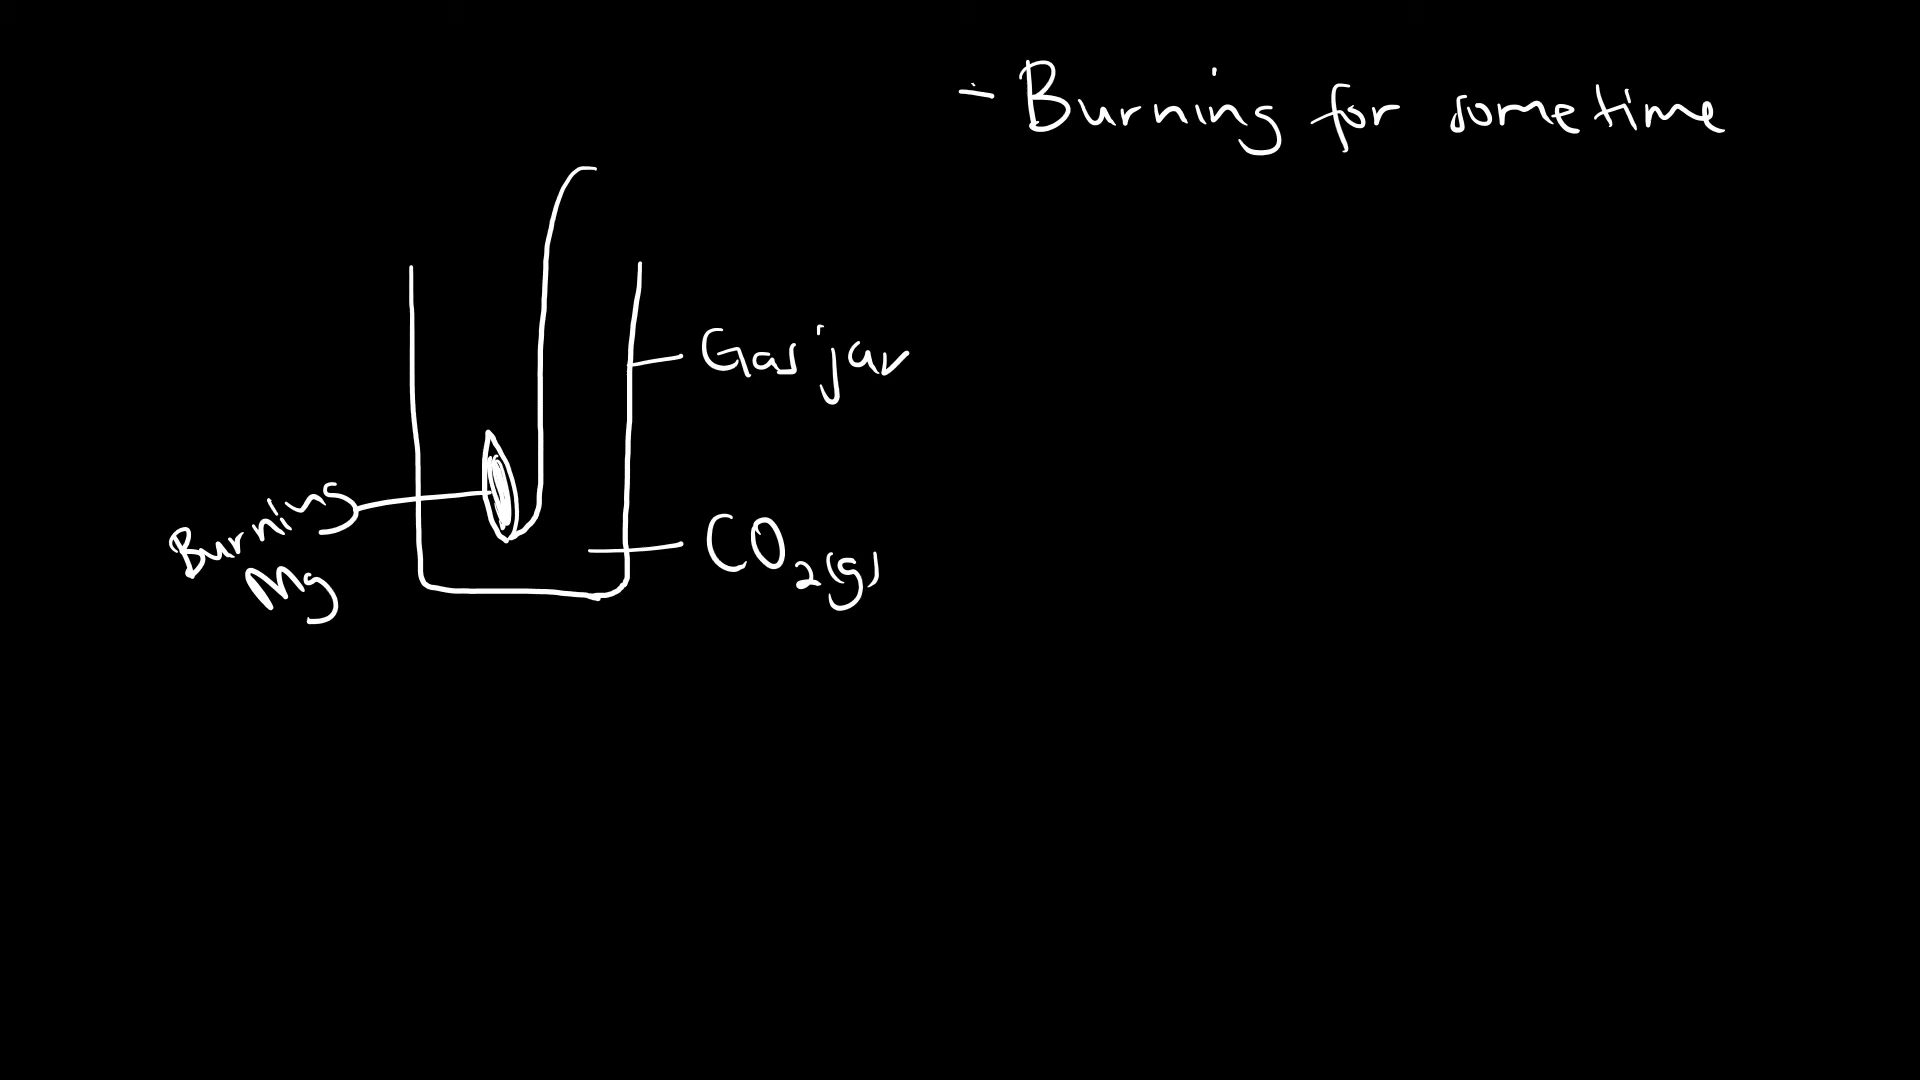 - Burning for sometime
Gas jar
Burning
Mg
CO₂(g)